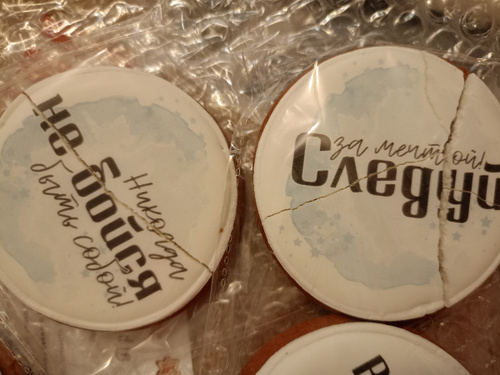 Никогда
не бойся
быть собой!
за мечтой!
Следуй